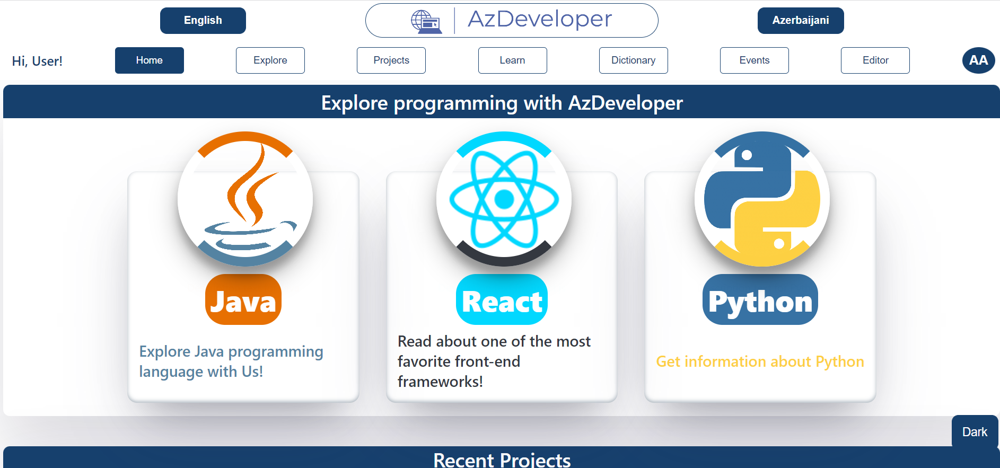 English
AzDeveloper
Azerbaijani
Hi, User!
Home
Explore
Projects
Learn
Dictionary
Events
Editor
AA
Explore programming with AzDeveloper
Java
Explore Java programming
language with Us!
React
Read about one of the most
favorite front-end
frameworks!
Python
Get information about Python
Dark
Recent Projects